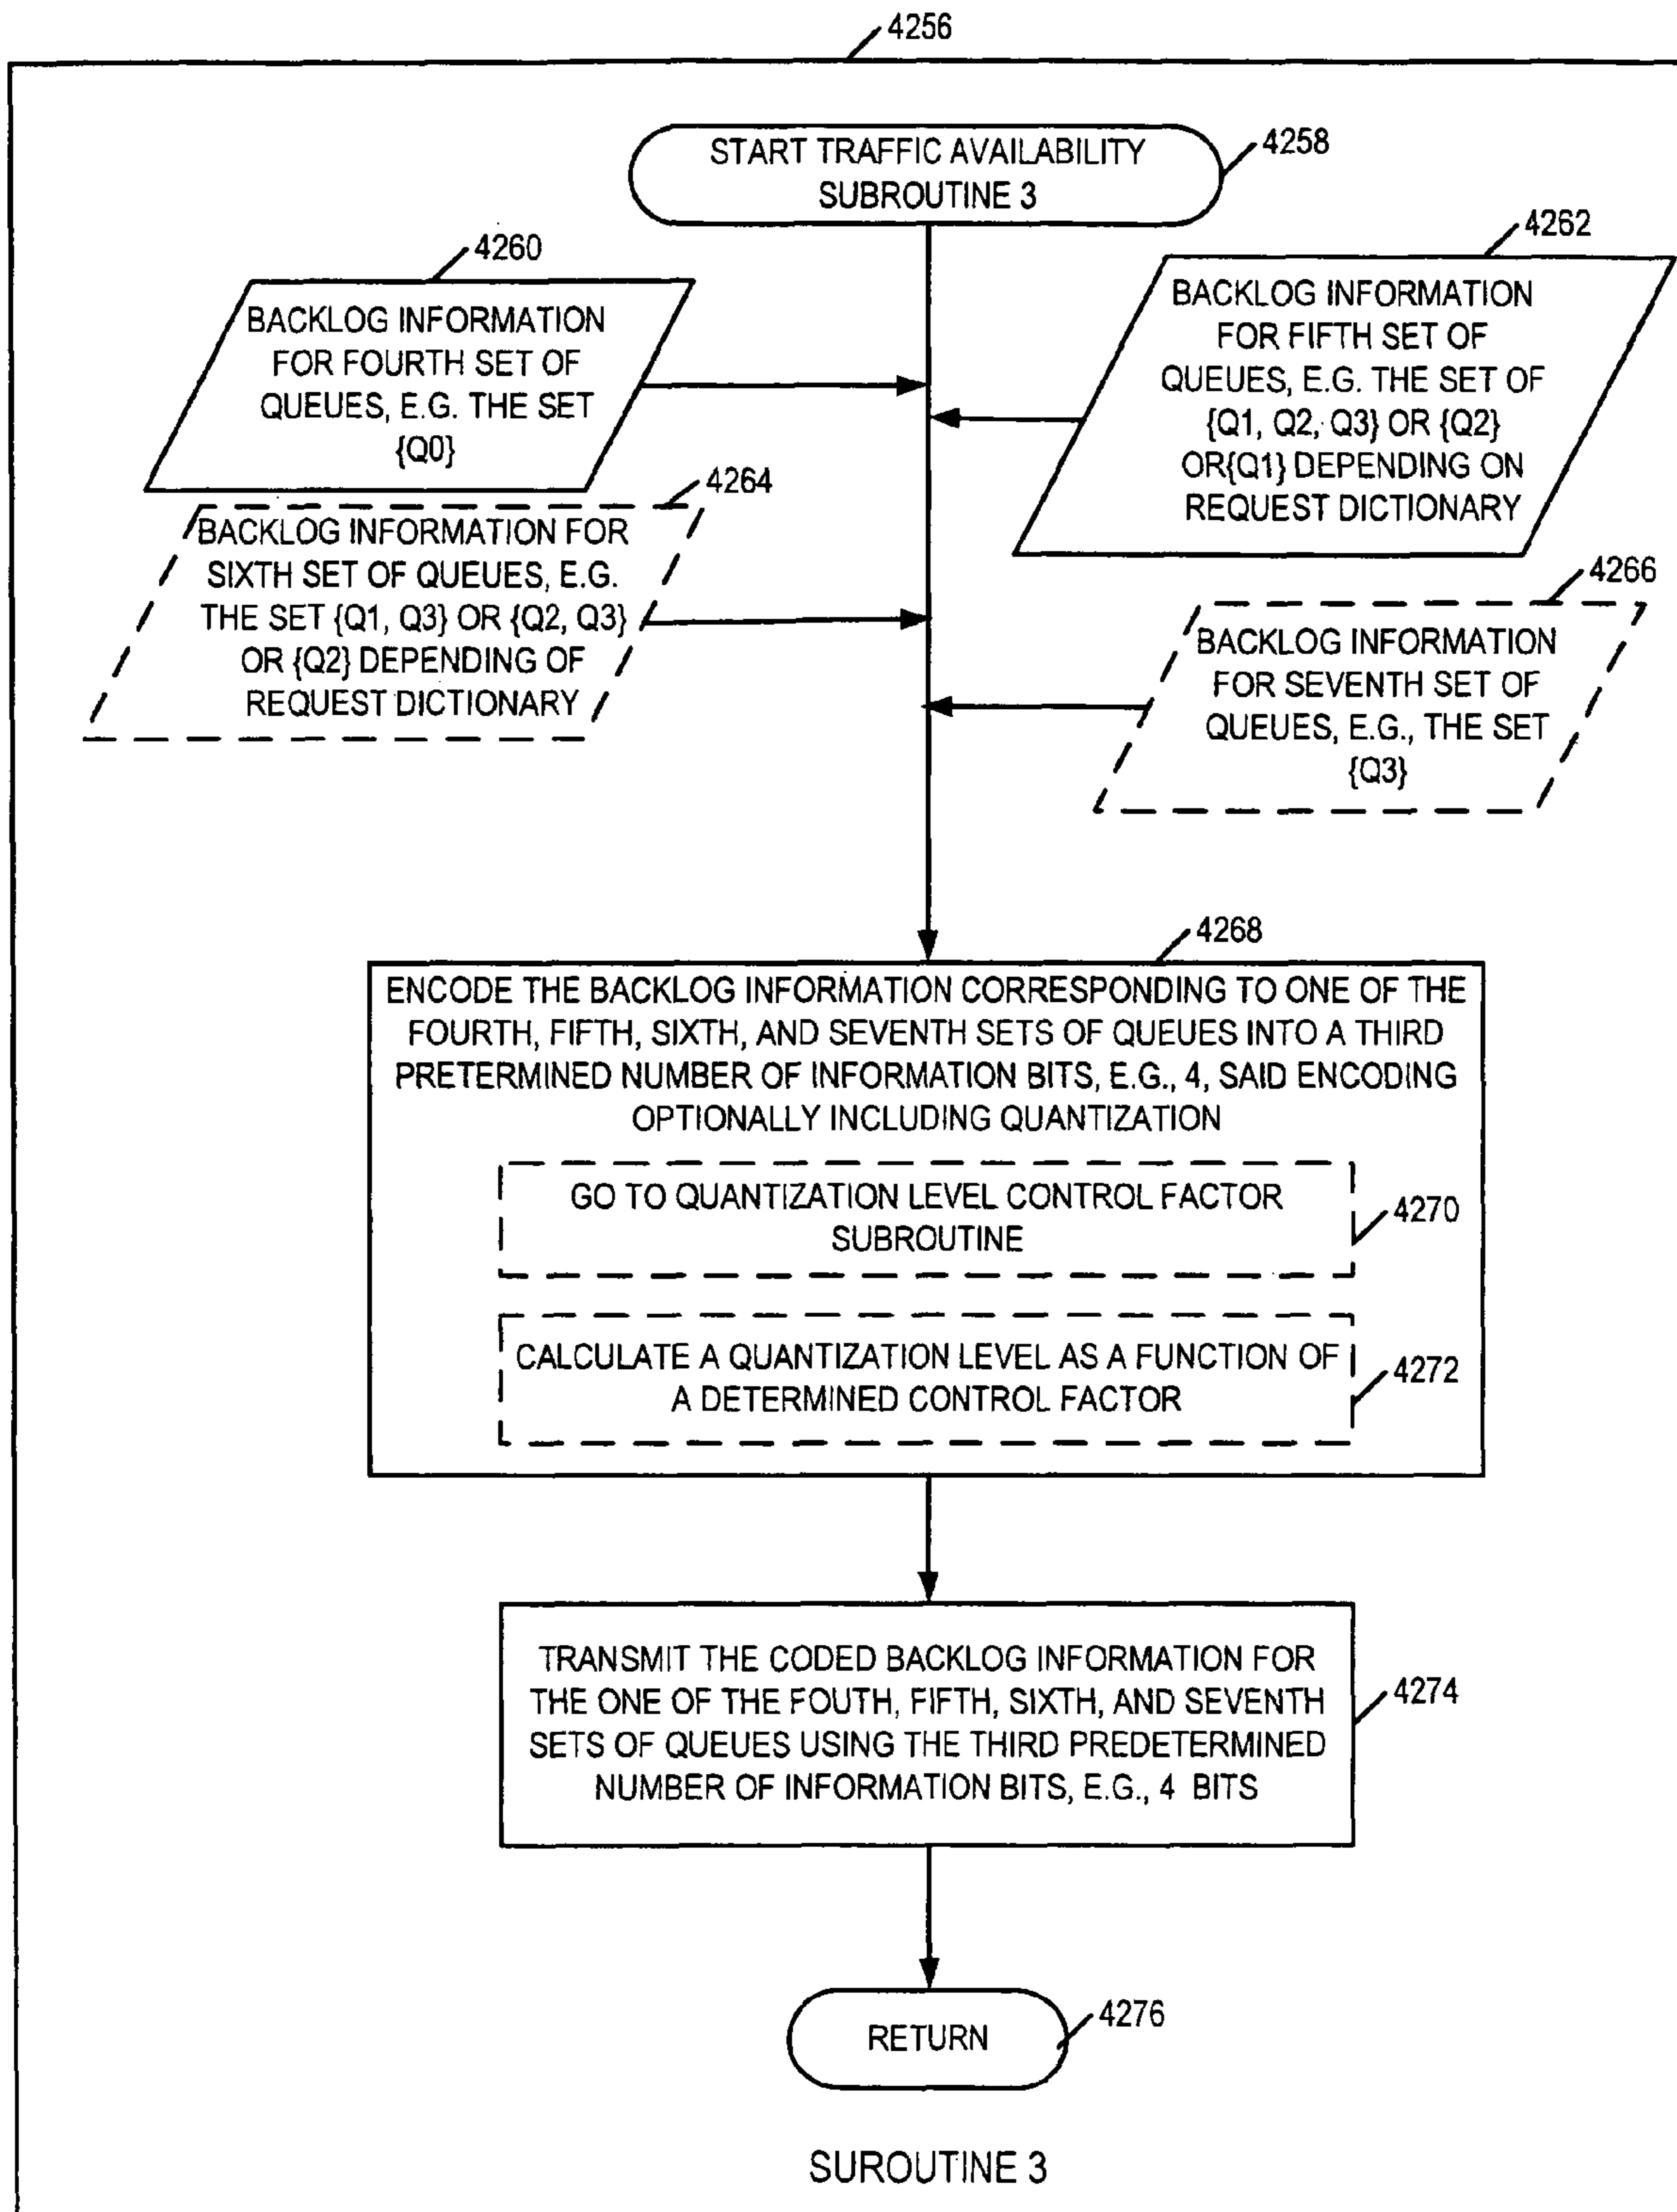 4256
START TRAFFIC AVAILABILITY
SUBROUTINE 3
4258
4260
BACKLOG INFORMATION
FOR FOURTH SET OF
QUEUES, E.G. THE SET
{Q0}
4262
BACKLOG INFORMATION
FOR FIFTH SET OF
QUEUES, E.G. THE SET OF
{Q1, Q2, Q3} OR {Q2}
OR{Q1} DEPENDING ON
REQUEST DICTIONARY
4264
BACKLOG INFORMATION FOR
SIXTH SET OF QUEUES, E.G.
THE SET {Q1, Q3} OR {Q2, Q3}
OR {Q2} DEPENDING OF
REQUEST DICTIONARY
4266
BACKLOG INFORMATION
FOR SEVENTH SET OF
QUEUES, E.G., THE SET
{Q3}
4268
ENCODE THE BACKLOG INFORMATION CORRESPONDING TO ONE OF THE
FOURTH, FIFTH, SIXTH, AND SEVENTH SETS OF QUEUES INTO A THIRD
PRETERMINED NUMBER OF INFORMATION BITS, E.G., 4, SAID ENCODING
OPTIONALLY INCLUDING QUANTIZATION
GO TO QUANTIZATION LEVEL CONTROL FACTOR
SUBROUTINE
4270
CALCULATE A QUANTIZATION LEVEL AS A FUNCTION OF
A DETERMINED CONTROL FACTOR
4272
TRANSMIT THE CODED BACKLOG INFORMATION FOR
THE ONE OF THE FOUTH, FIFTH, SIXTH, AND SEVENTH
SETS OF QUEUES USING THE THIRD PREDETERMINED
NUMBER OF INFORMATION BITS, E.G., 4 BITS
4274
RETURN
4276
SUROUTINE 3